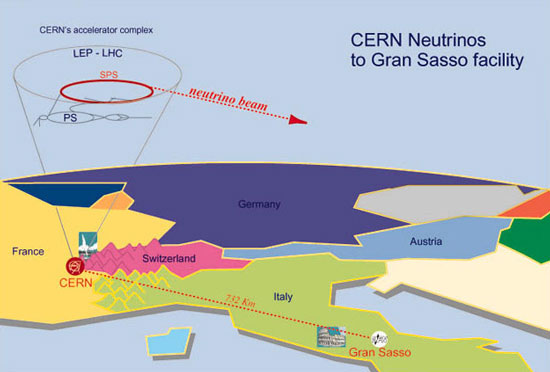 CERN's accelerator complex
LEP - LHC
SPS
PS
neutrino beam
CERN Neutrinos
to Gran Sasso facility
Germany
France
Switzerland
Austria
CERN
732 Km
Italy
Gran Sasso